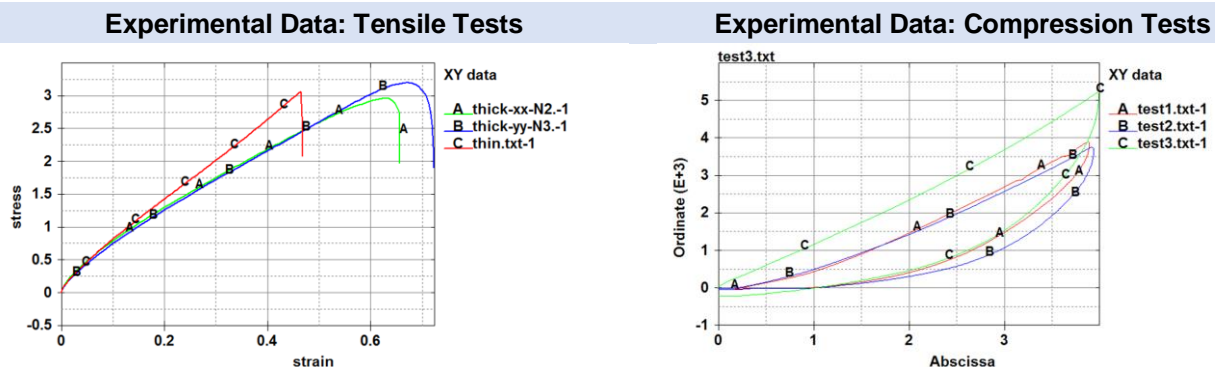 Experimental Data: Tensile Tests
XY data
A thick-xx-N2.-1
B thick-yy-N3.-1
C thin.txt-1
stress
3
2.5
2
1.5
1
0.5
0
-0.5
A
A
A
A
A
B
B
B
B
B
C
C
C
C
C
0
0.2
0.4
0.6
strain
Experimental Data: Compression Tests
test3.txt
XY data
A test1.txt-1
B test2.txt-1
C test3.txt-1
Ordinate (E+3)
5
4
3
2
1
0
-1
A
A
A
A
A
B
B
B
B
B
C
C
C
C
C
0
1
2
3
Abscissa